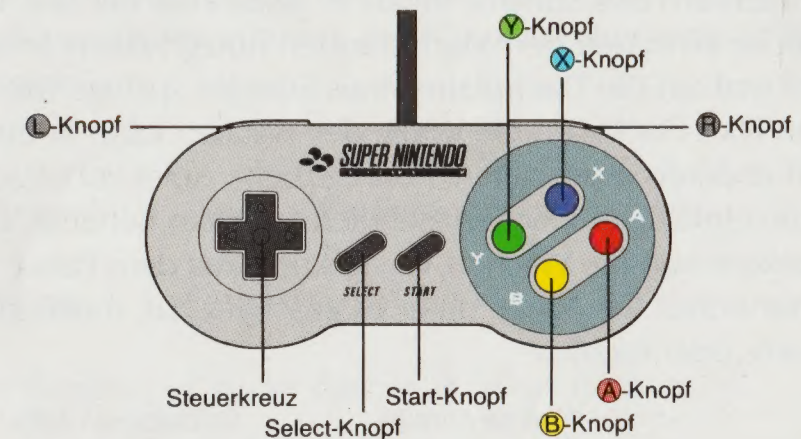 Y-Knopf
X-Knopf
L-Knopf
R-Knopf
SUPER NINTENDO
X
A
Y
B
SELECT
START
Steuerkreuz
Start-Knopf
A-Knopf
Select-Knopf
B-Knopf